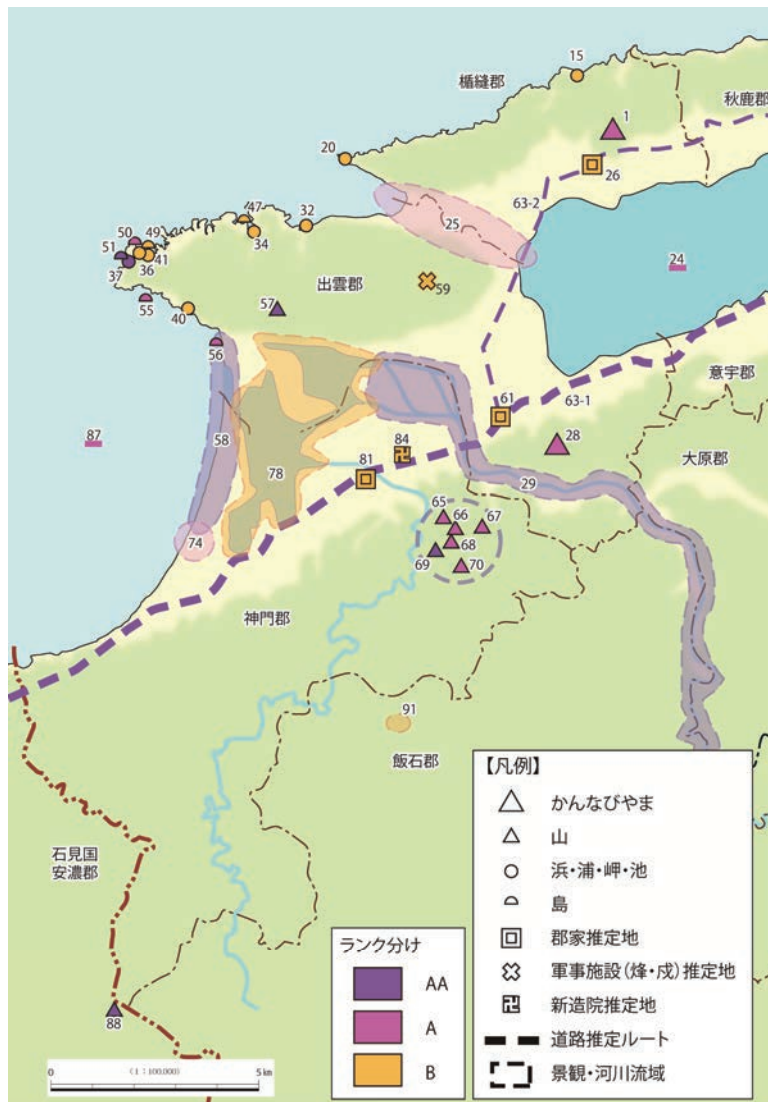 15
楯縫郡
秋鹿郡
1
20
26
63-2
47
32
25
50
49
34
51
41
24
36
37
出雲郡
59
55
40
57
56
意宇郡
61
63-1
87
58
84
28
大原郡
78
81
29
65
66
67
74
68
69
70
神門郡
91
飯石郡
石見国
安濃郡
88
【凡例】
かんなびやま
山
浜・浦・岬・池
島
郡家推定地
軍事施設(烽・戍)推定地
新造院推定地
道路推定ルート
景観・河川流域
ランク分け
AA
A
B
0 (1:100,000) 5 km